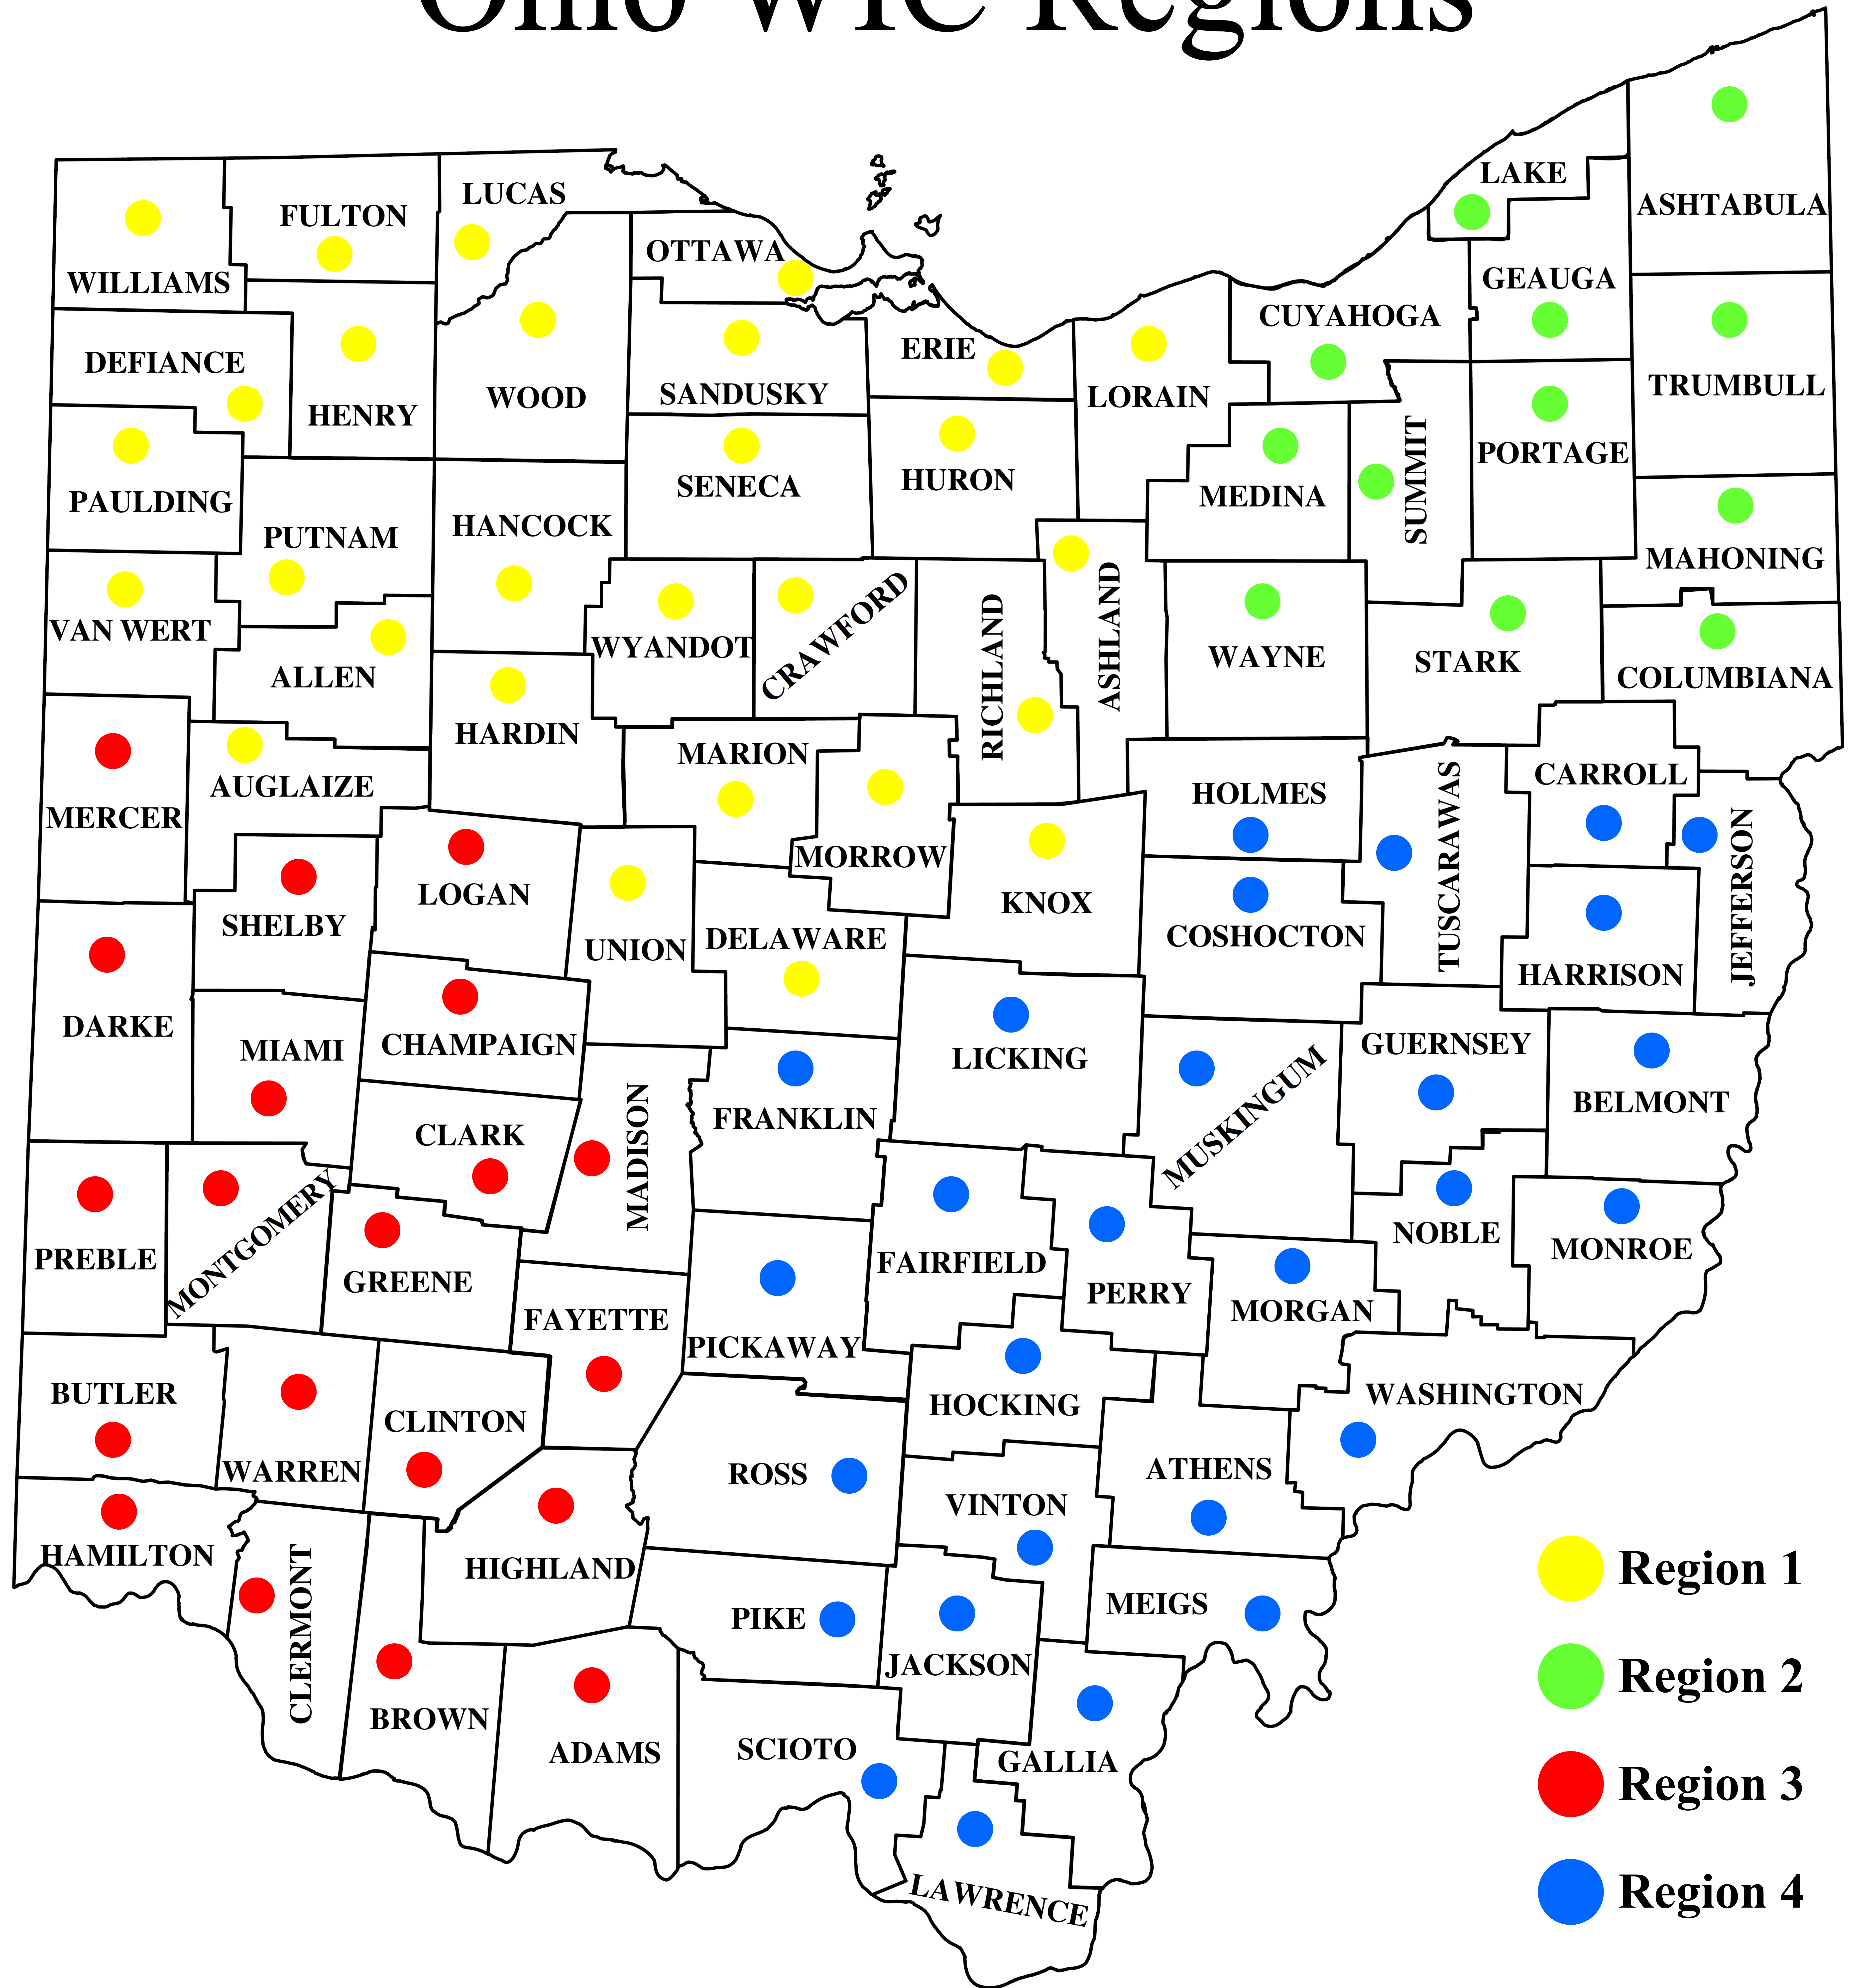 Ohio WIC Regions
LAKE
ASHTABULA
LUCAS
FULTON
OTTAWA
WILLIAMS
GEAUGA
CUYAHOGA
ERIE
DEFIANCE
SANDUSKY
WOOD
LORAIN
TRUMBULL
HENRY
SUMMIT
PORTAGE
SENECA
HURON
MEDINA
PAULDING
HANCOCK
PUTNAM
MAHONING
VAN WERT
WYANDOT
CRAWFORD
RICHLAND
ASHLAND
WAYNE
STARK
COLUMBIANA
ALLEN
HARDIN
MARION
AUGLAIZE
MERCER
HOLMES
TUSCARAWAS
CARROLL
JEFFERSON
MORROW
LOGAN
KNOX
SHELBY
UNION
DELAWARE
COSHOCTON
HARRISON
DARKE
MIAMI
CHAMPAIGN
LICKING
GUERNSEY
MUSKINGUM
BELMONT
FRANKLIN
CLARK
MADISON
PREBLE
MONTGOMERY
GREENE
FAIRFIELD
PERRY
NOBLE
MONROE
MORGAN
FAYETTE
PICKAWAY
BUTLER
WASHINGTON
HOCKING
CLINTON
WARREN
ROSS
ATHENS
VINTON
HAMILTON
HIGHLAND
CLERMONT
PIKE
MEIGS
JACKSON
BROWN
ADAMS
SCIOTO
GALLIA
LAWRENCE
Region 1
Region 2
Region 3
Region 4